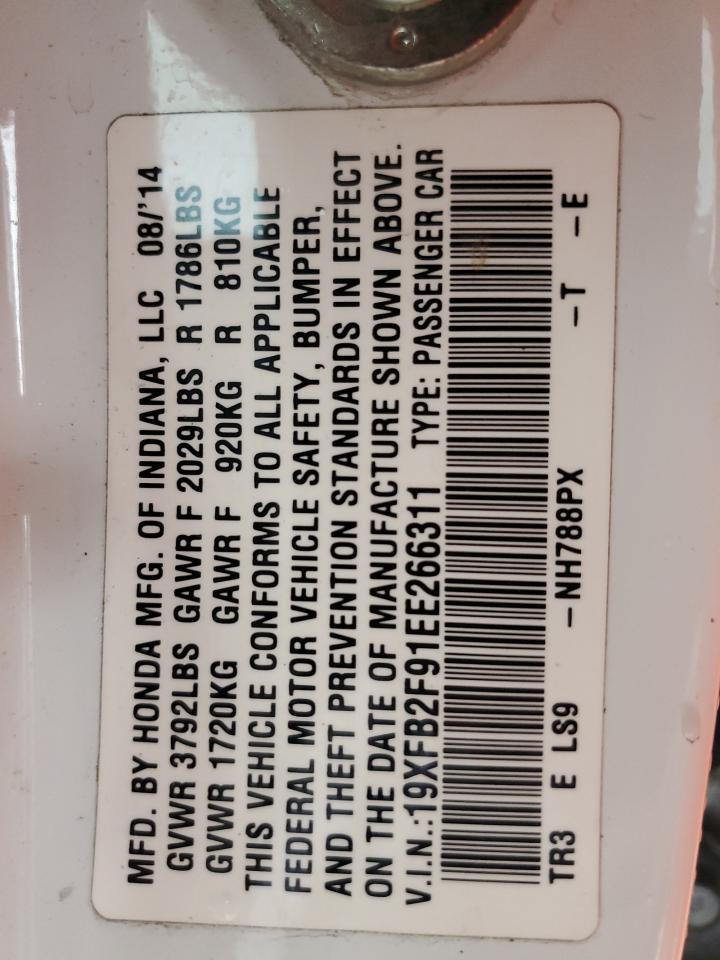 MFD. BY HONDA MFG. OF INDIANA, LLC 08/'14
GVWR 3792LBS GAWR F 2029LBS R 1786LBS
GVWR 1720KG GAWR F 920KG R 810KG
THIS VEHICLE CONFORMS TO ALL APPLICABLE
FEDERAL MOTOR VEHICLE SAFETY, BUMPER,
AND THEFT PREVENTION STANDARDS IN EFFECT
ON THE DATE OF MANUFACTURE SHOWN ABOVE.
V.I.N.:19XFB2F91EE266311 TYPE: PASSENGER CAR
TR3 E LS9 –NH788PX –T –E